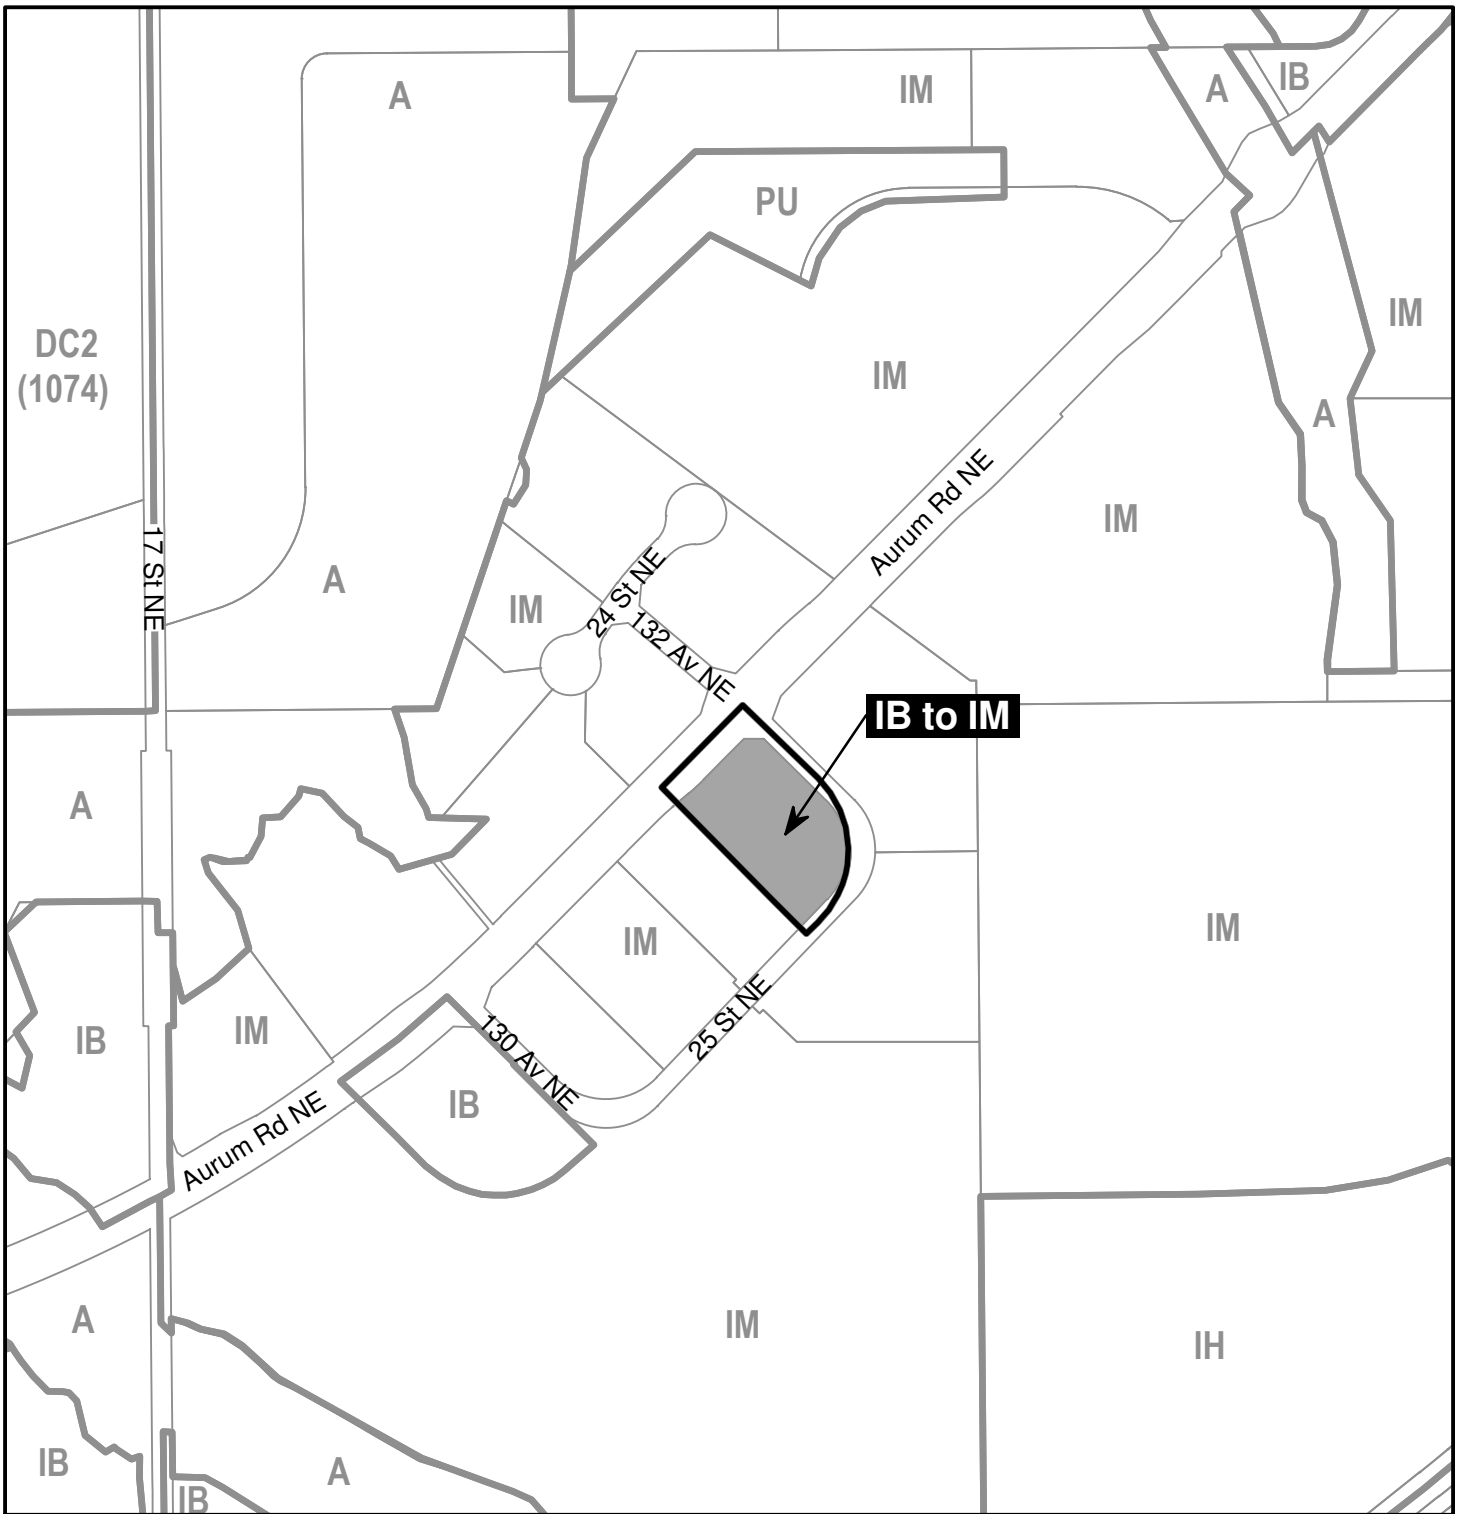 IB
A
IM
A
PU
IM
DC2
(1074)
IM
A
Aurum Rd NE
IM
17 St NE
A
24 St NE
IM
132 Av NE
IB to IM
A
IM
IM
25 St NE
IM
130 Av NE
IB
IB
Aurum Rd NE
A
IM
IH
IB
A
IB